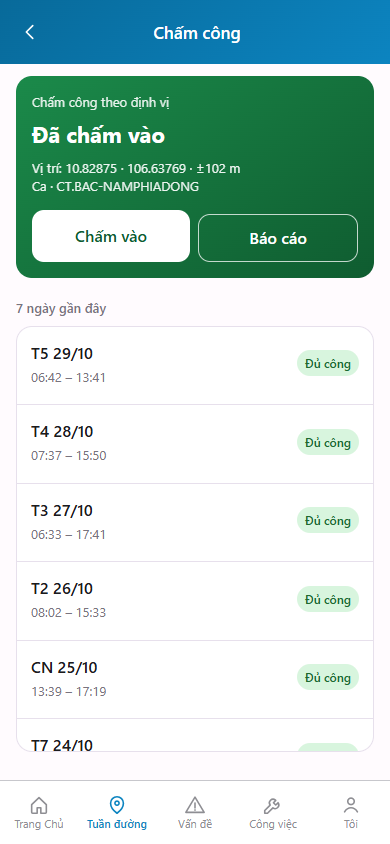 Chấm công
Chấm công theo định vị
Đã chấm vào
Vị trí: 10.82875 · 106.63769 · ±102 m
Ca · CT.BAC-NAMPHIADONG
Chấm vào
Báo cáo
7 ngày gần đây
T5 29/10
06:42 – 13:41
Đủ công
T4 28/10
07:37 – 15:50
Đủ công
T3 27/10
06:33 – 17:41
Đủ công
T2 26/10
08:02 – 15:33
Đủ công
CN 25/10
13:39 – 17:19
Đủ công
T7 24/10
Trang Chủ
Tuần đường
Vấn đề
Công việc
Tôi